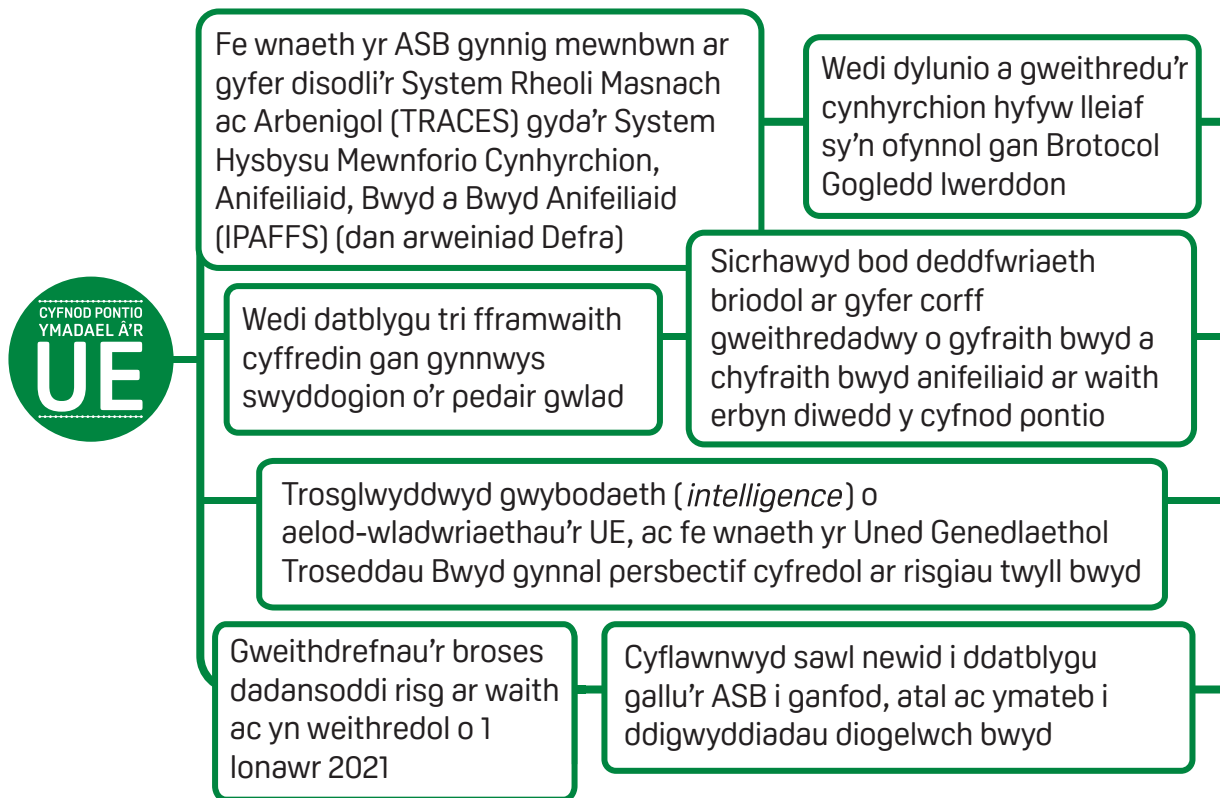 CYFNOD PONTIO
YMADAEL Â'R
UE
Fe wnaeth yr ASB gynnig mewnbwn ar
gyfer disodli'r System Rheoli Masnach
ac Arbenigol (TRACES) gyda'r System
Hysbysu Mewnforio Cynhyrchion,
Anifeiliaid, Bwyd a Bwyd Anifeiliaid
(IPAFFS) (dan arweiniad Defra)
Wedi dylunio a gweithredu'r
cynhyrchion hyfyw lleiaf
sy'n ofynnol gan Brotocol
Gogledd Iwerddon
Wedi datblygu tri fframwaith
cyffredin gan gynnwys
swyddogion o'r pedair gwlad
Sicrhawyd bod deddfwriaeth
briodol ar gyfer corff
gweithredadwy o gyfraith bwyd a
chyfraith bwyd anifeiliaid ar waith
erbyn diwedd y cyfnod pontio
Trosglwyddwyd gwybodaeth (intelligence) o
aelod-wladwriaethau'r UE, ac fe wnaeth yr Uned Genedlaethol
Troseddau Bwyd gynnal persbectif cyfredol ar risgiau twyll bwyd
Gweithdrefnau'r broses
dadansoddi risg ar waith
ac yn weithredol o 1
Ionawr 2021
Cyflawnwyd sawl newid i ddatblygu
gallu'r ASB i ganfod, atal ac ymateb i
ddigwyddiadau diogelwch bwyd